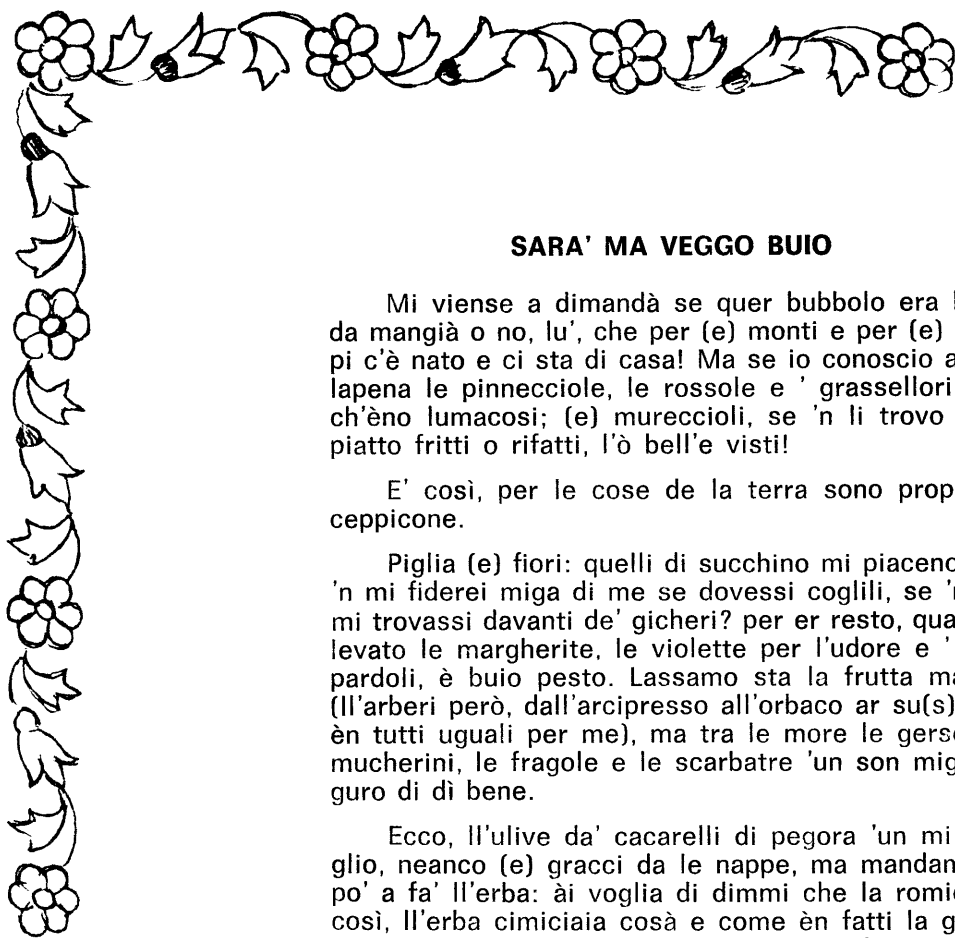 SARA' MA VEGGO BUIO
Mi viense a dimandà se quer bubbolo era
da mangià o no, lu', che per (e) monti e per (e)
pi c'è nato e ci sta di casa! Ma se io conoscio a
lapena le pinnecciole, le rossole e ' grassellori
ch'èno lumacosi; (e) mureccioli, se 'n li trovo
piatto fritti o rifatti, l'ò bell'e visti!
E' così, per le cose de la terra sono prop
ceppicone.
Piglia (e) fiori: quelli di succhino mi piaceno
'n mi fiderei miga di me se dovessi coglili, se '
mi trovassi davanti de' gicheri? per er resto, qua
levato le margherite, le violette per l'udore e '
pardoli, è buio pesto. Lassamo sta la frutta ma
(ll'arberi però, dall'arcipresso all'orbaco ar su(s)
èn tutti uguali per me), ma tra le more le gers
mucherini, le fragole e le scarbatre 'un son mig
guro di dì bene.
Ecco, ll'ulive da' cacarelli di pegora 'un mi
glio, neanco (e) gracci da le nappe, ma mandan
po' a fa' ll'erba: ài voglia di dimmi che la romi
così, ll'erba cimiciaia cosà e come èn fatti la g